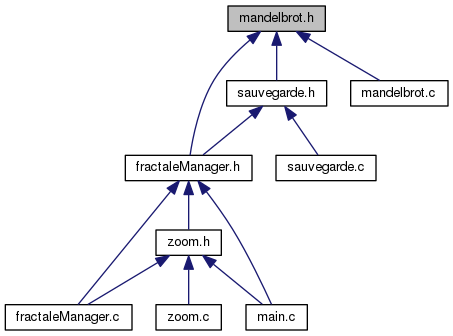 mandelbrot.h
sauvegarde.h
mandelbrot.c
fractaleManager.h
sauvegarde.c
zoom.h
fractaleManager.c
zoom.c
main.c